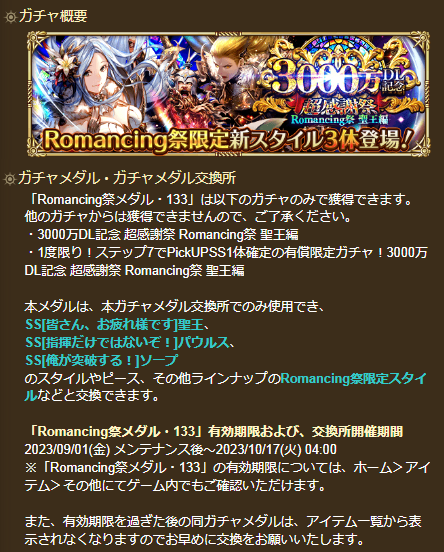 ガチャ概要
3000万DL記念
超感謝祭
Romancing祭 聖王編
Romancing祭限定新スタイル3体登場!
ガチャメダル・ガチャメダル交換所
「Romancing祭メダル・133」は以下のガチャのみで獲得できます。
他のガチャからは獲得できませんので、ご了承ください。
・3000万DL記念 超感謝祭 Romancing祭 聖王編
・1度限り！ステップ7でPickUPSS1体確定の有償限定ガチャ！3000万
DL記念 超感謝祭 Romancing祭 聖王編
本メダルは、本ガチャメダル交換所でのみ使用でき、
SS[皆さん、お疲れ様です]聖王、
SS[指揮だけではないぞ！]パウルス、
SS[俺が突破する！]ソープ
のスタイルやピース、その他ラインナップのRomancing祭限定スタイ
ルなどと交換できます。
「Romancing祭メダル・133」有効期限および、交換所開催期間
2023/09/01(金) メンテナンス後～2023/10/17(火) 04:00
※「Romancing祭メダル・133」の有効期限については、ホーム＞アイ
テム＞その他にてゲーム内でもご確認いただけます。
また、有効期限を過ぎた後の同ガチャメダルは、アイテム一覧から表
示されなくなりますのでお早めに交換をお願いいたします。